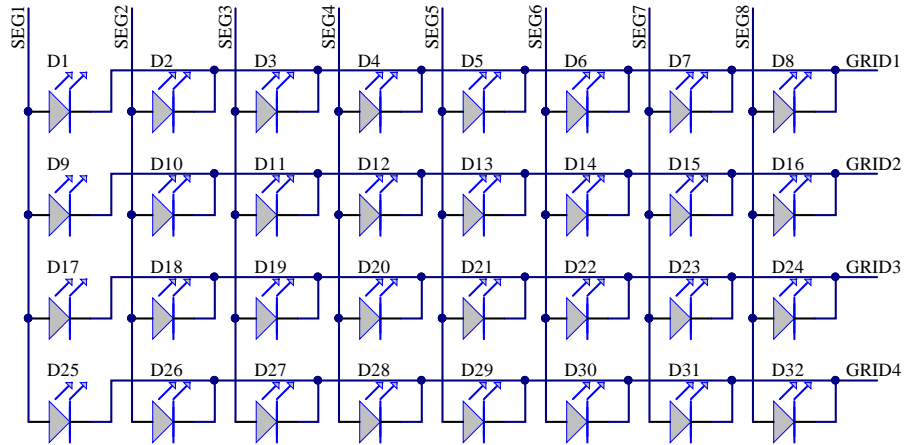 SEG1 SEG2 SEG3 SEG4 SEG5 SEG6 SEG7 SEG8
D1 D2 D3 D4 D5 D6 D7 D8 GRID1
D9 D10 D11 D12 D13 D14 D15 D16 GRID2
D17 D18 D19 D20 D21 D22 D23 D24 GRID3
D25 D26 D27 D28 D29 D30 D31 D32 GRID4